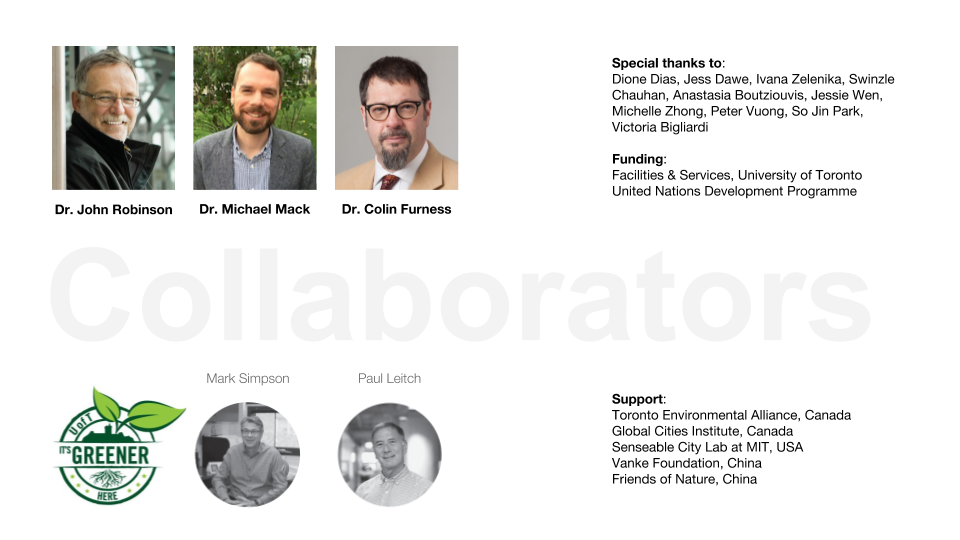 Dr. John Robinson
Dr. Michael Mack
Dr. Colin Furness
Special thanks to:
Dione Dias, Jess Dawe, Ivana Zelenika, Swinzle
Chauhan, Anastasia Boutziouvis, Jessie Wen,
Michelle Zhong, Peter Vuong, So Jin Park,
Victoria Bigliardi
Funding:
Facilities & Services, University of Toronto
United Nations Development Programme
Collaborators
U of T
IT'S GREENER
HERE
Mark Simpson
Paul Leitch
Support:
Toronto Environmental Alliance, Canada
Global Cities Institute, Canada
Senseable City Lab at MIT, USA
Vanke Foundation, China
Friends of Nature, China